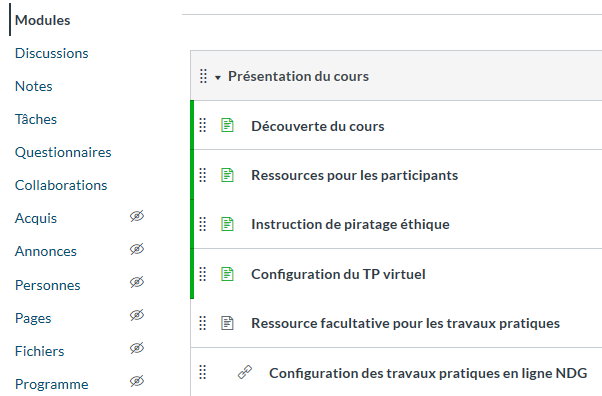 Modules
Discussions
Notes
Tâches
Questionnaires
Collaborations
Acquis
Annonces
Personnes
Pages
Fichiers
Programme
Présentation du cours
Découverte du cours
Ressources pour les participants
Instruction de piratage éthique
Configuration du TP virtuel
Ressource facultative pour les travaux pratiques
Configuration des travaux pratiques en ligne NDG